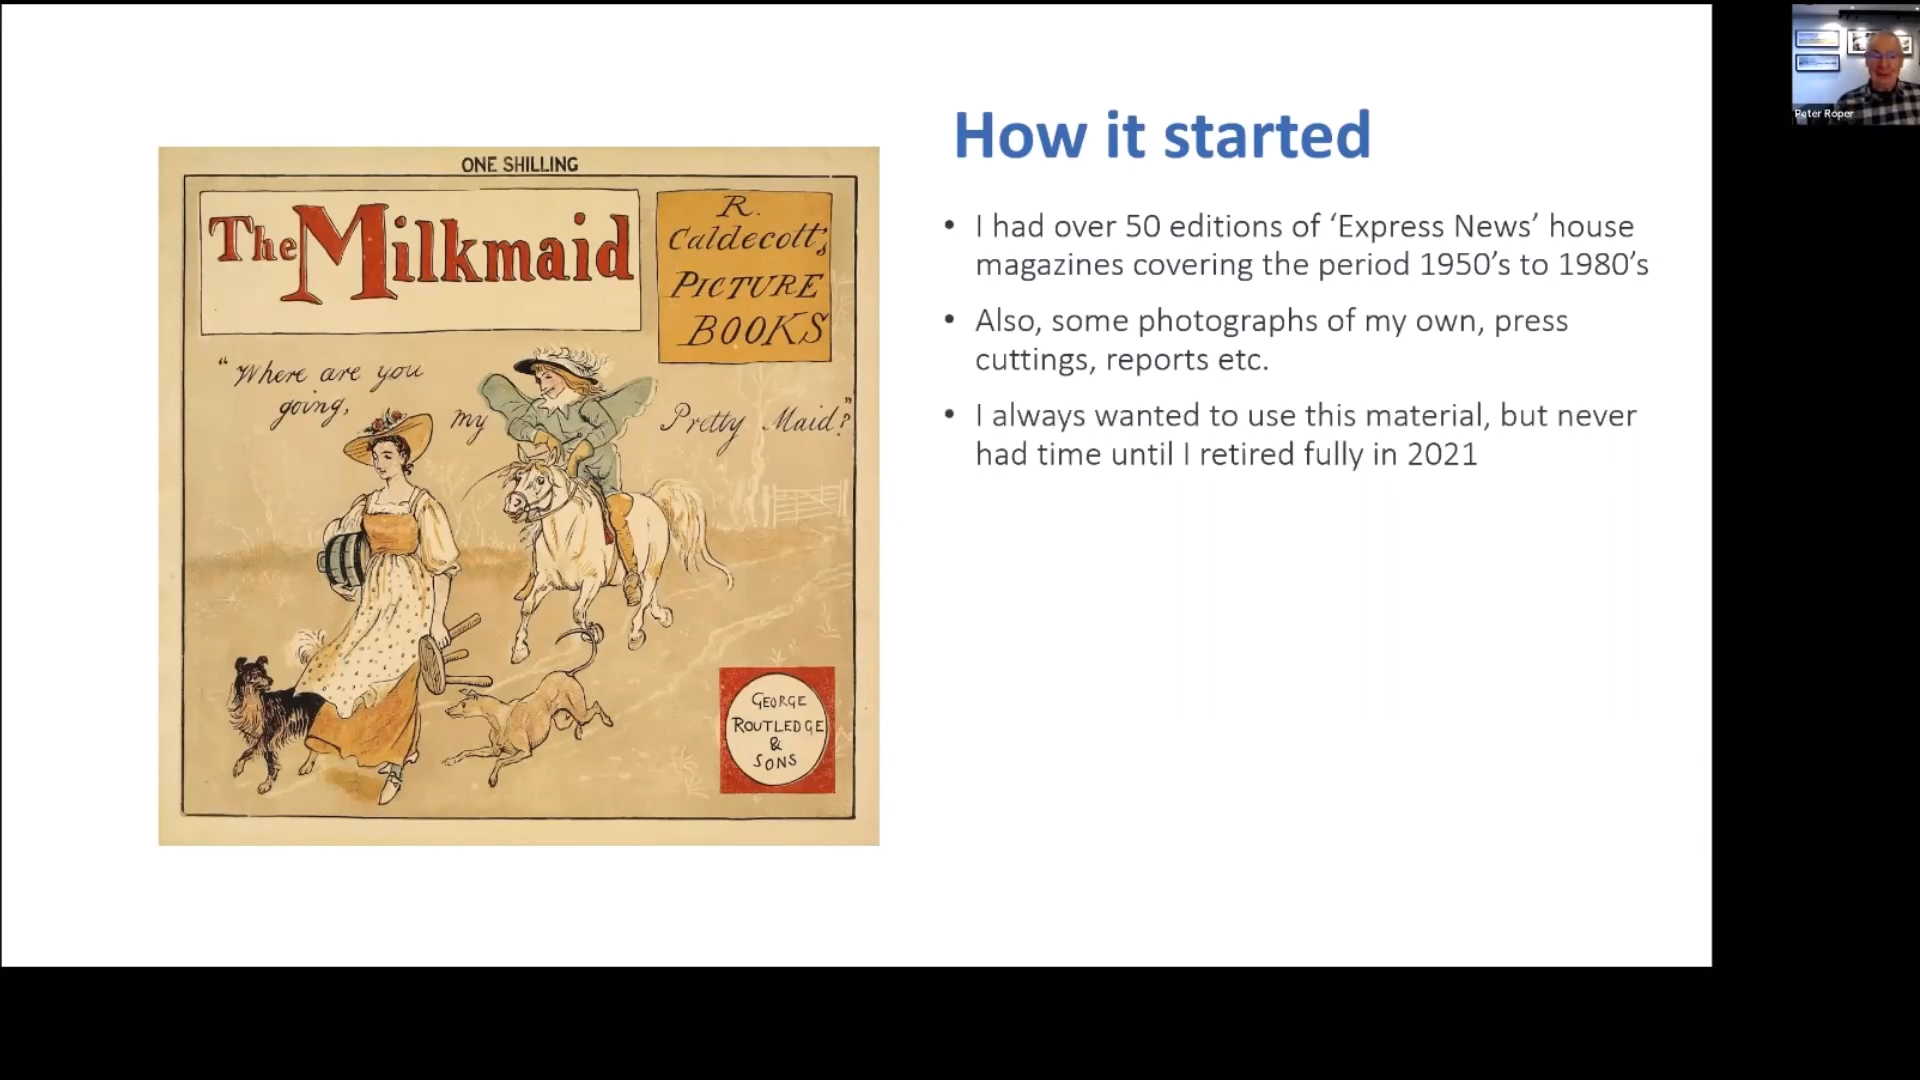 ONE SHILLING
The Milkmaid
R.
Caldecott's
PICTURE
BOOKS
"Where are you
going,
my
Pretty Maid?"
GEORGE
ROUTLEDGE
&
SONS
How it started
• I had over 50 editions of ‘Express News’ house
magazines covering the period 1950’s to 1980’s
• Also, some photographs of my own, press
cuttings, reports etc.
• I always wanted to use this material, but never
had time until I retired fully in 2021
Peter Roper